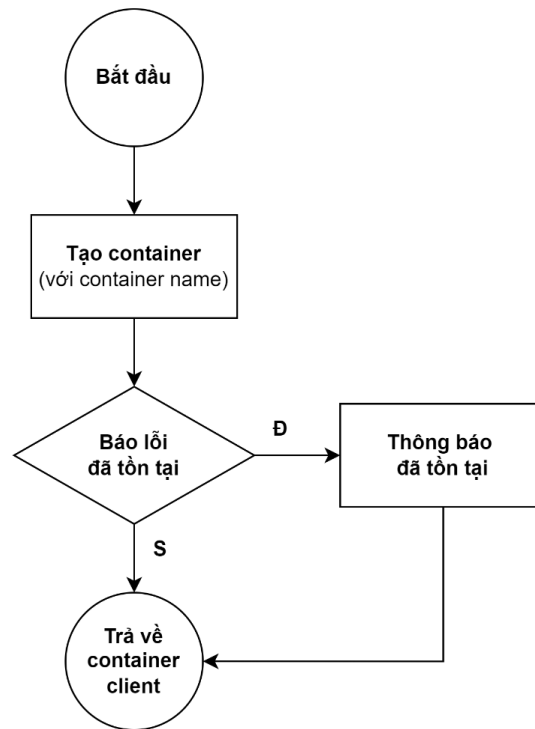 Bắt đầu
Tạo container
(với container name)
Báo lỗi
đã tồn tại
Đ
Thông báo
đã tồn tại
S
Trả về
container
client